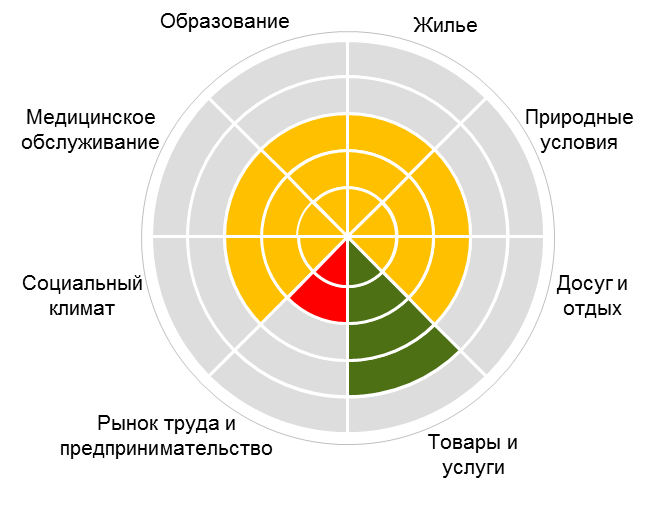 Образование
Жилье
Медицинское
обслуживание
Природные
условия
Социальный
климат
Досуг и
отдых
Рынок труда и
предпринимательство
Товары и
услуги